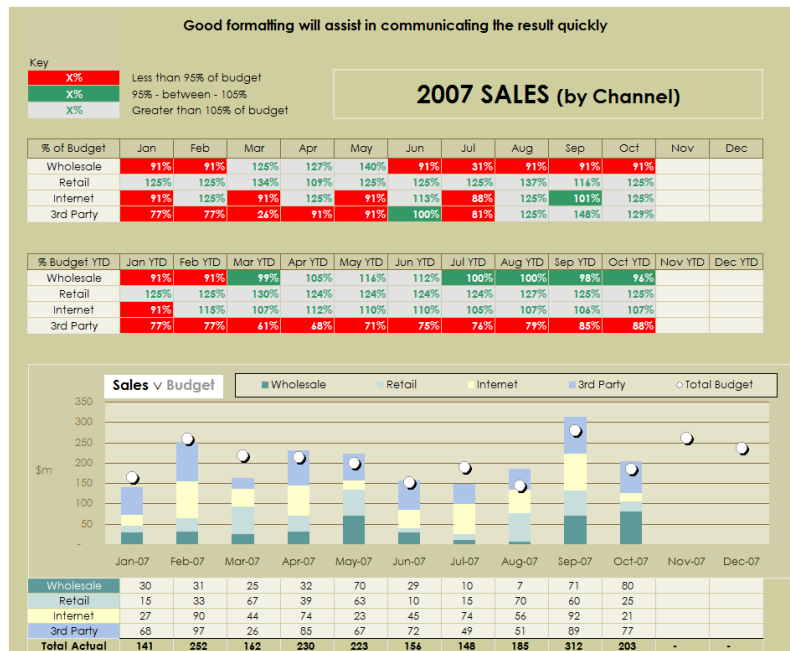 Good formatting will assist in communicating the result quickly
Key
X% Less than 95% of budget
X% 95% - between - 105%
X% Greater than 105% of budget
2007 SALES (by Channel)
% of Budget Jan Feb Mar Apr May Jun Jul Aug Sep Oct Nov Dec
Wholesale 91% 91% 125% 127% 140% 91% 31% 91% 91% 91%
Retail 125% 125% 134% 109% 125% 125% 125% 137% 116% 125%
Internet 91% 125% 91% 125% 91% 113% 88% 125% 101% 125%
3rd Party 77% 77% 26% 91% 91% 100% 81% 125% 148% 129%
% Budget YTD Jan YTD Feb YTD Mar YTD Apr YTD May YTD Jun YTD Jul YTD Aug YTD Sep YTD Oct YTD Nov YTD Dec YTD
Wholesale 91% 91% 99% 105% 116% 112% 100% 100% 98% 96%
Retail 125% 125% 130% 124% 124% 124% 124% 127% 125% 125%
Internet 91% 115% 107% 112% 110% 110% 105% 107% 106% 107%
3rd Party 77% 77% 61% 68% 71% 75% 76% 79% 85% 88%
Sales v Budget Wholesale Retail Internet 3rd Party Total Budget
350
300
250
200
$m
150
100
50
-
Jan-07 Feb-07 Mar-07 Apr-07 May-07 Jun-07 Jul-07 Aug-07 Sep-07 Oct-07 Nov-07 Dec-07
Wholesale 30 31 25 32 70 29 10 7 71 80
Retail 15 33 67 39 63 10 15 70 60 25
Internet 27 90 44 74 23 45 74 56 92 21
3rd Party 68 97 26 85 67 72 49 51 89 77
Total Actual 141 252 162 230 223 156 148 185 312 203 - -